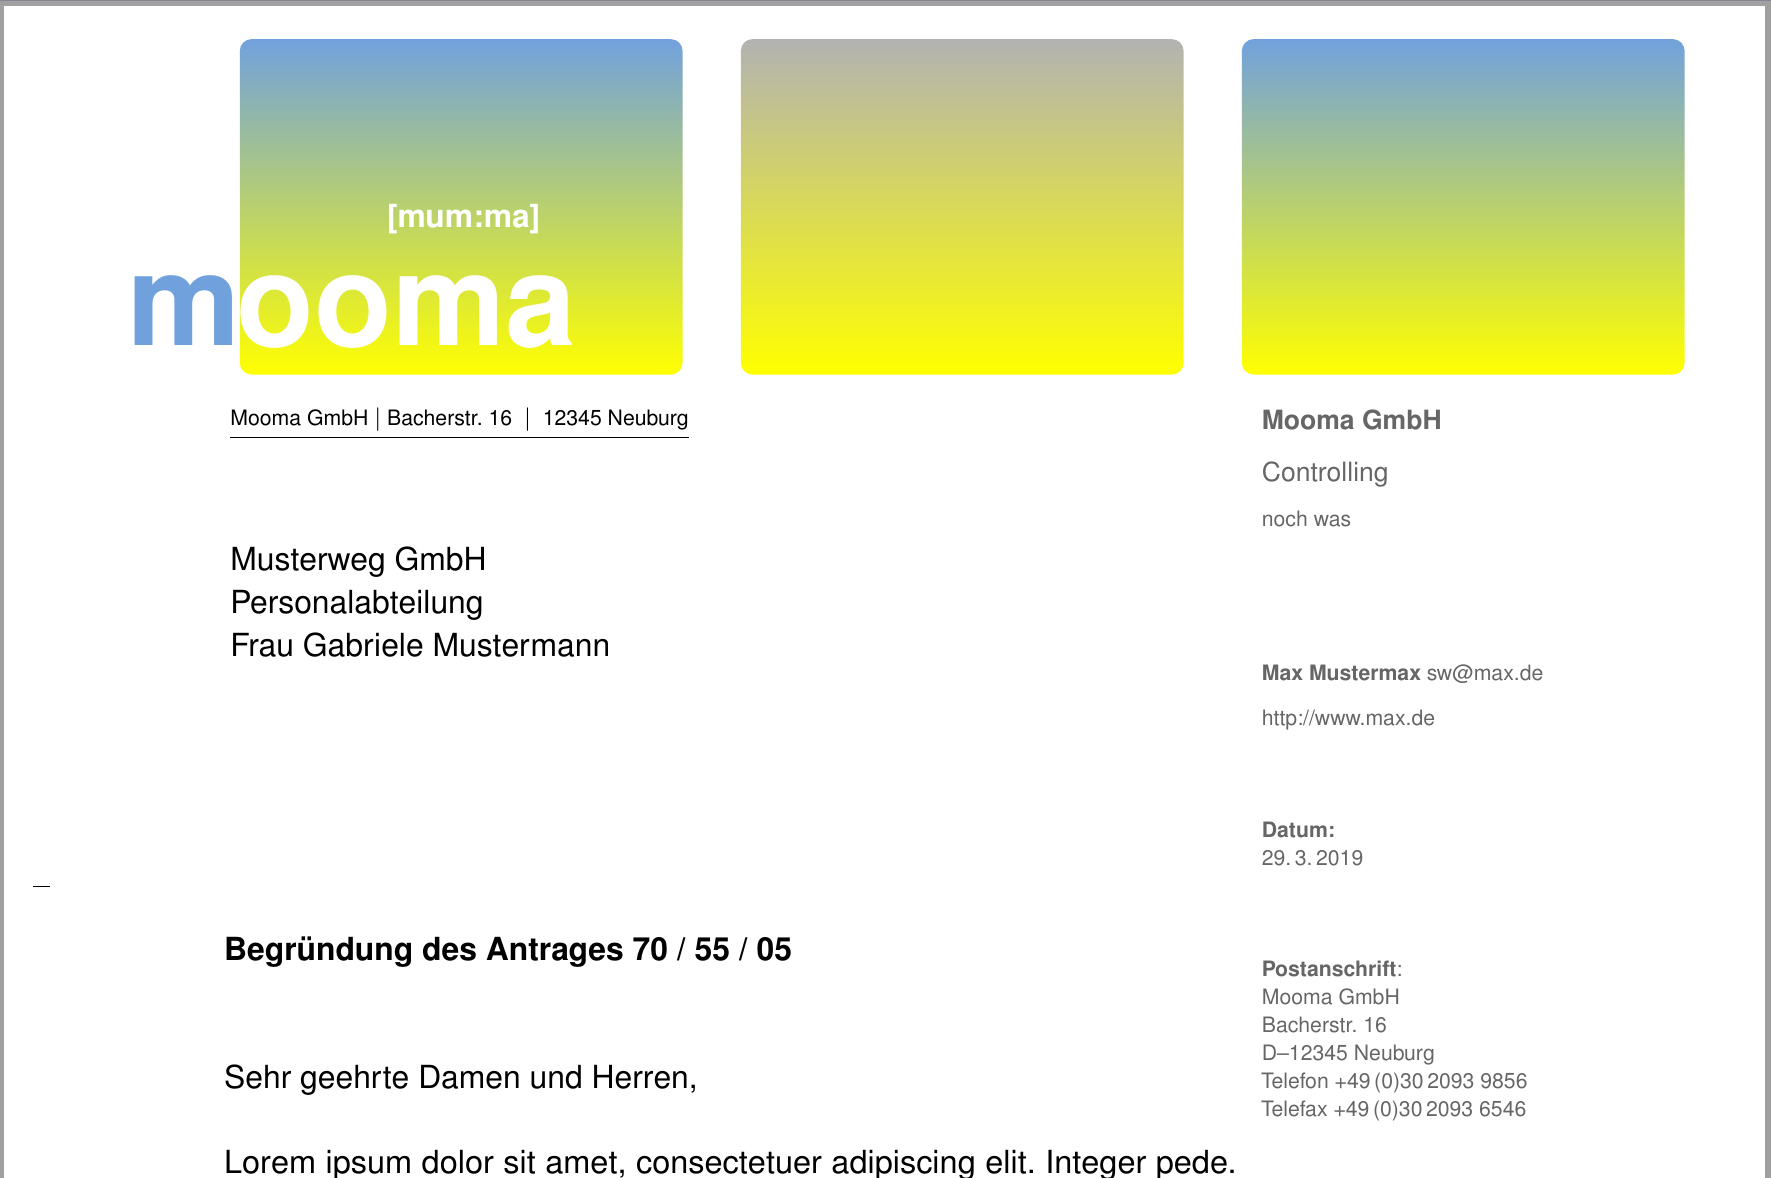 [mum:ma]
mooma
Mooma GmbH | Bacherstr. 16 | 12345 Neuburg
Musterweg GmbH
Personalabteilung
Frau Gabriele Mustermann
Mooma GmbH
Controlling
noch was
Max Mustermax sw@max.de
http://www.max.de
Datum:
29. 3. 2019
Postanschrift:
Mooma GmbH
Bacherstr. 16
D–12345 Neuburg
Telefon +49 (0)30 2093 9856
Telefax +49 (0)30 2093 6546
Begründung des Antrages 70 / 55 / 05
Sehr geehrte Damen und Herren,
Lorem ipsum dolor sit amet, consectetuer adipiscing elit. Integer pede.